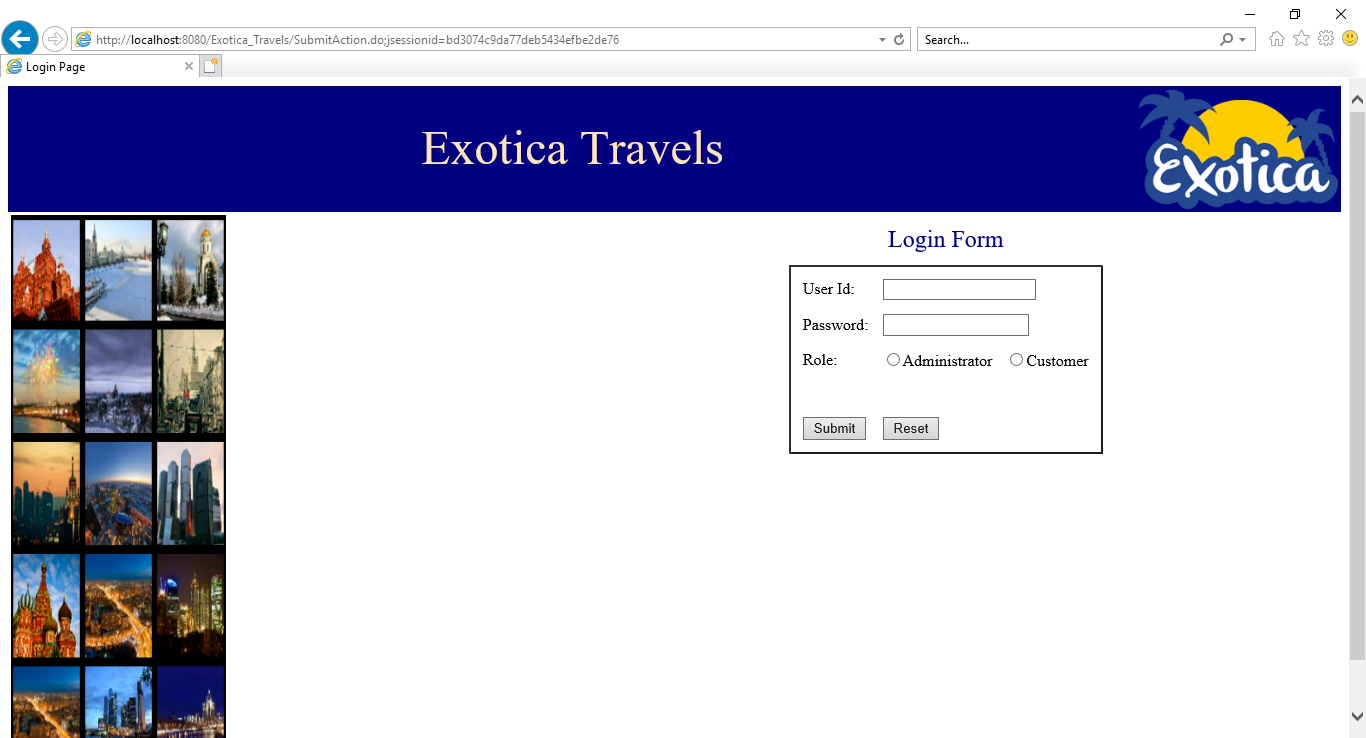 http://localhost:8080/Exotica_Travels/SubmitAction.do;jsessionid=bd3074c9da77deb5434efbe2de76
Search...
Login Page
Exotica Travels
Exotica
Login Form
User Id:
Password:
Role: Administrator Customer
Submit Reset